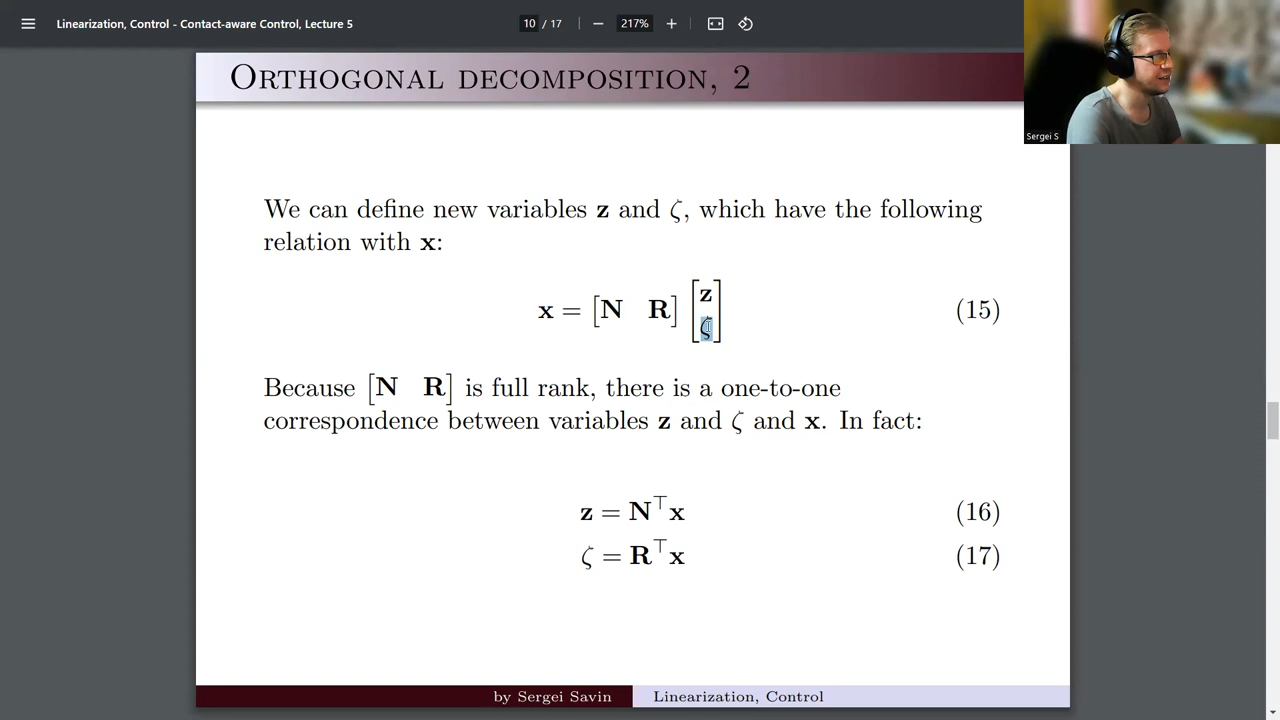 Linearization, Control - Contact-aware Control, Lecture 5
10 / 17
217%
Sergei S
Orthogonal decomposition, 2
We can define new variables z and ζ, which have the following
relation with x:
x = [N R] [z ζ] (15)
Because [N R] is full rank, there is a one-to-one
correspondence between variables z and ζ and x. In fact:
z = N⊤x (16)
ζ = R⊤x (17)
by Sergei Savin
Linearization, Control